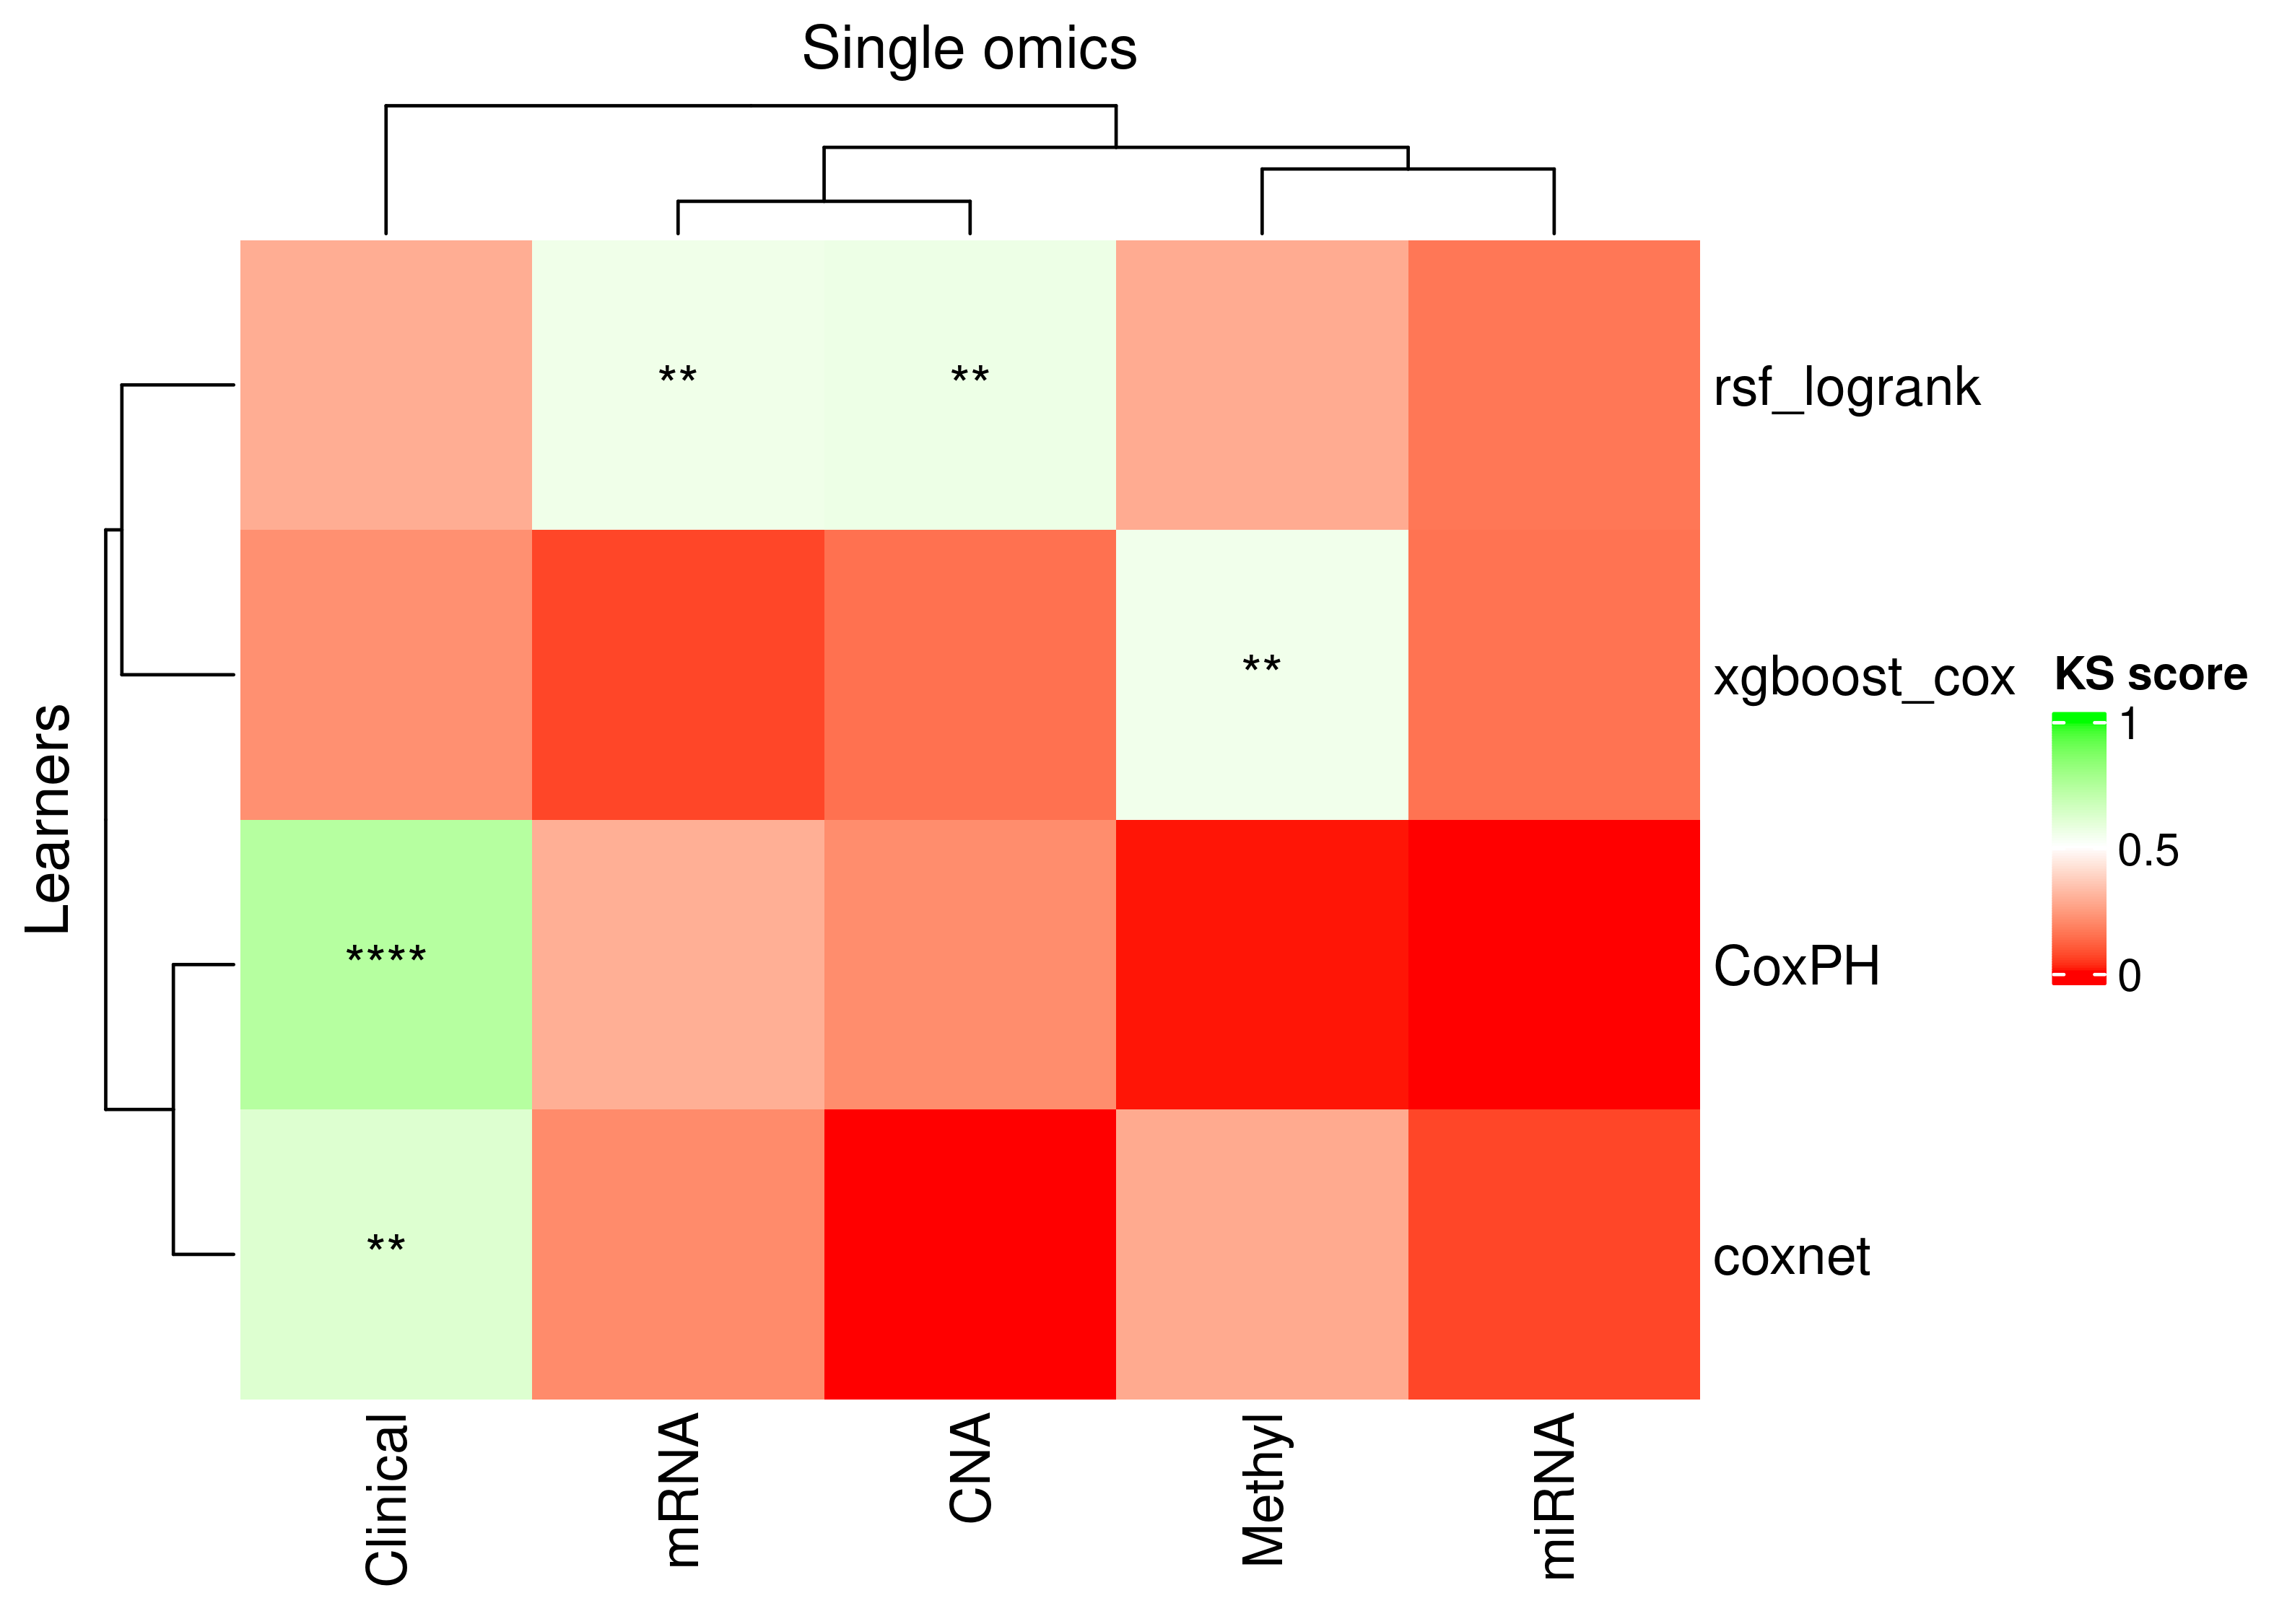 Single omics
** **
rsf_logrank
**
xgboost_cox
****
CoxPH
**
coxnet
Learners
Clinical
mRNA
CNA
Methyl
miRNA
KS score
1
0.5
0